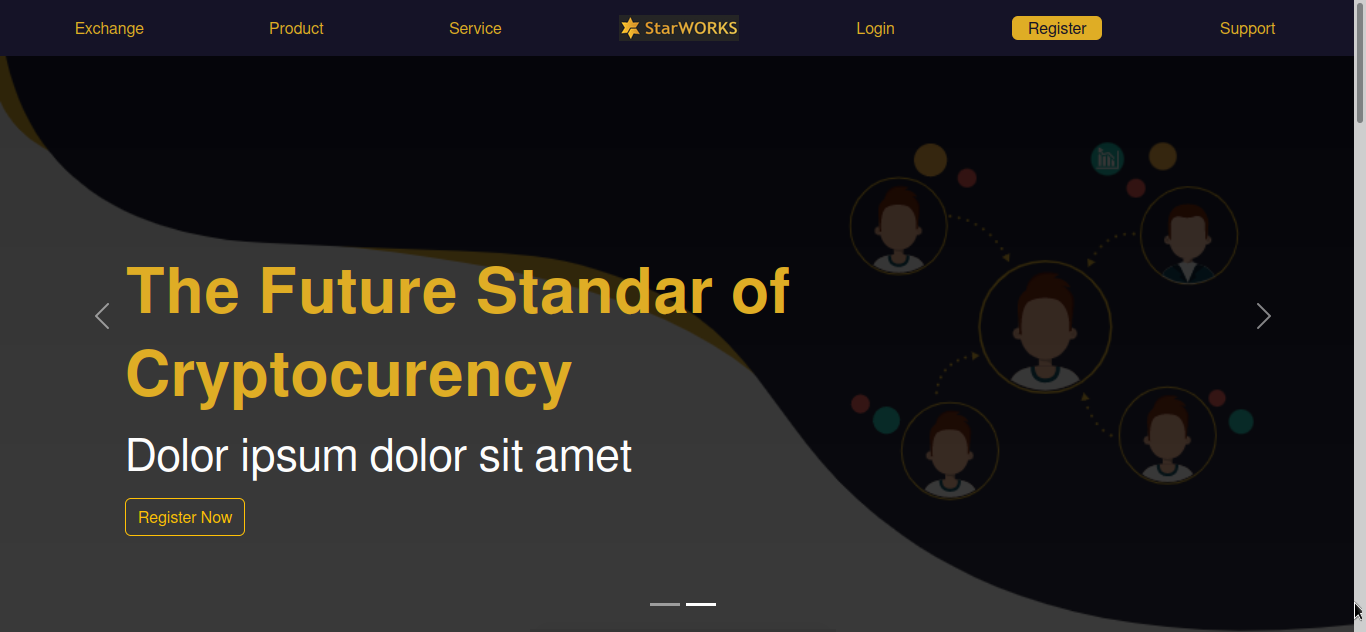 Exchange
Product
Service
StarWORKS
Login
Register
Support
The Future Standar of
Cryptocurency
Dolor ipsum dolor sit amet
Register Now